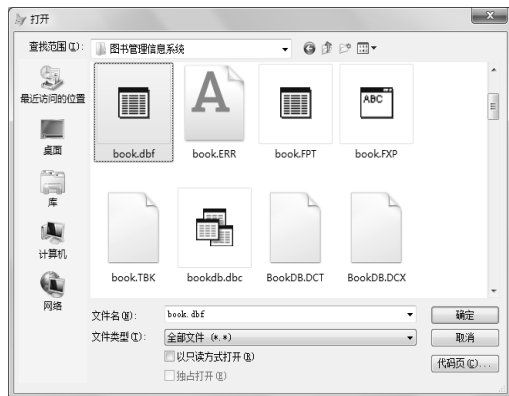 打开
查找范围(I):
图书管理信息系统
最近访问的位置
桌面
库
计算机
网络
A
ABC
book.dbf
book.ERR
book.FPT
book.FXP
book.TBK
bookdb.dbc
BookDB.DCT
BookDB.DCX
文件名(N):
book.dbf
确定
文件类型(T):
全部文件 (*.*)
取消
以只读方式打开(R)
代码页(C)...
独占打开(E)